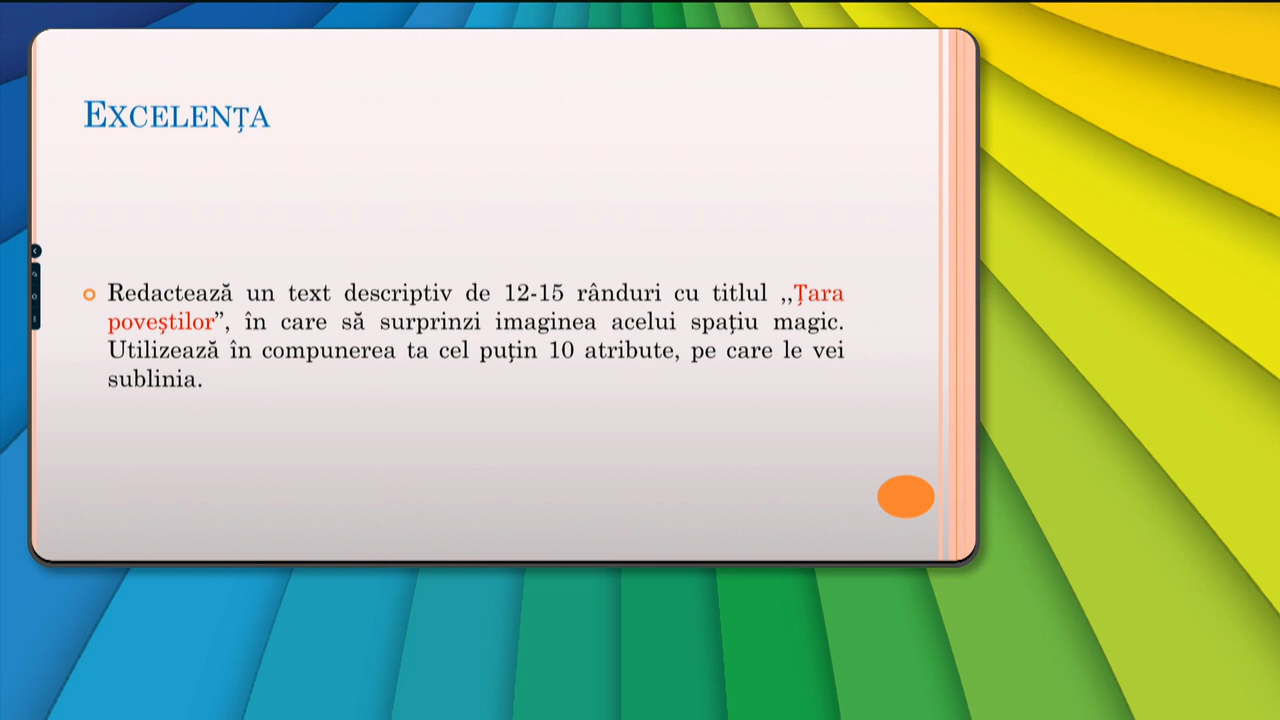 EXCELENȚA
Redactează un text descriptiv de 12-15 rânduri cu titlul ,,Țara
poveștilor”, în care să surprinzi imaginea acelui spațiu magic.
Utilizează în compunerea ta cel puțin 10 atribute, pe care le vei
sublinia.